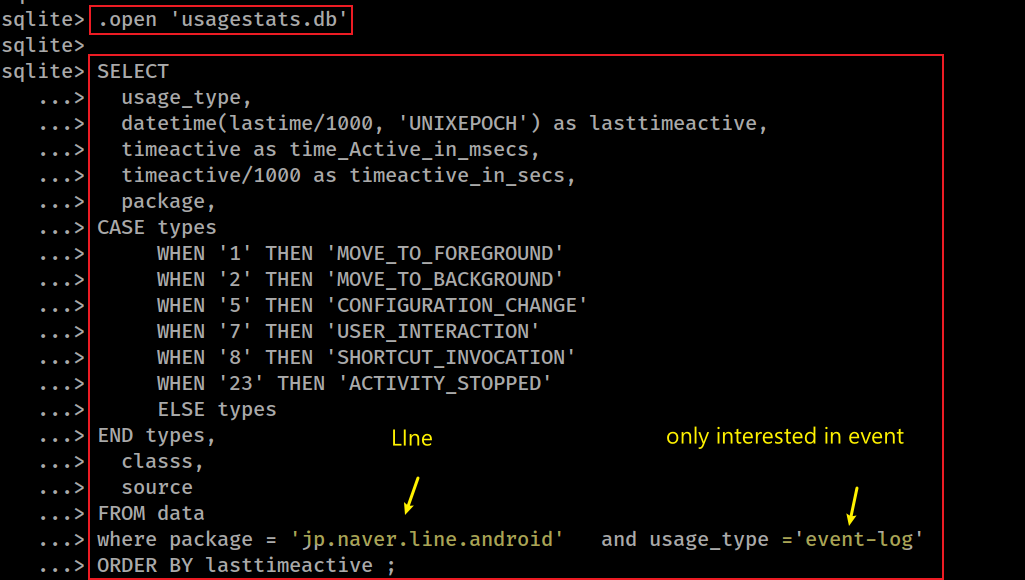 sqlite> .open 'usagestats.db'
sqlite>
sqlite> SELECT
   ...>   usage_type,
   ...>   datetime(lastime/1000, 'UNIXEPOCH') as lasttimeactive,
   ...>   timeactive as time_Active_in_msecs,
   ...>   timeactive/1000 as timeactive_in_secs,
   ...>   package,
   ...> CASE types
   ...>      WHEN '1' THEN 'MOVE_TO_FOREGROUND'
   ...>      WHEN '2' THEN 'MOVE_TO_BACKGROUND'
   ...>      WHEN '5' THEN 'CONFIGURATION_CHANGE'
   ...>      WHEN '7' THEN 'USER_INTERACTION'
   ...>      WHEN '8' THEN 'SHORTCUT_INVOCATION'
   ...>      WHEN '23' THEN 'ACTIVITY_STOPPED'
   ...>      ELSE types
   ...> END types,
LIne
only interested in event
   ...>   classs,
   ...>   source
   ...> FROM data
   ...> where package = 'jp.naver.line.android'   and usage_type ='event-log'
   ...> ORDER BY lasttimeactive ;